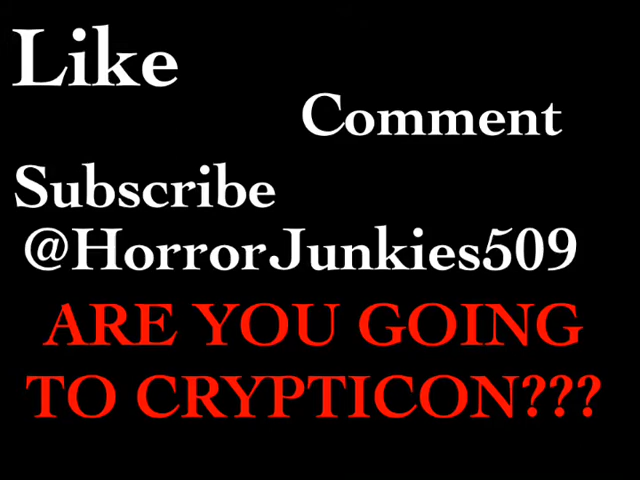 Like
Comment
Subscribe
@HorrorJunkies509
ARE YOU GOING
TO CRYPTICON???